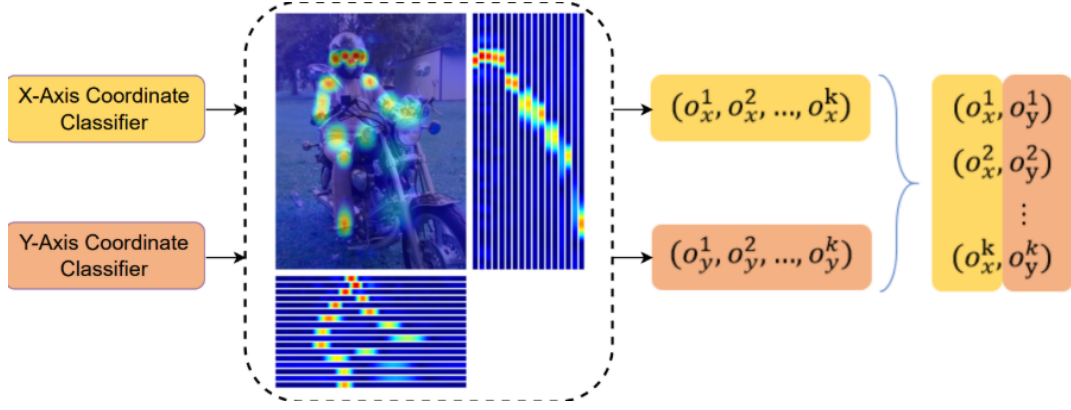 X-Axis Coordinate
Classifier
(o_x^1, o_x^2, ..., o_x^k)
(o_x^1, o_y^1)
(o_x^2, o_y^2)
⋮
(o_x^k, o_y^k)
Y-Axis Coordinate
Classifier
(o_y^1, o_y^2, ..., o_y^k)